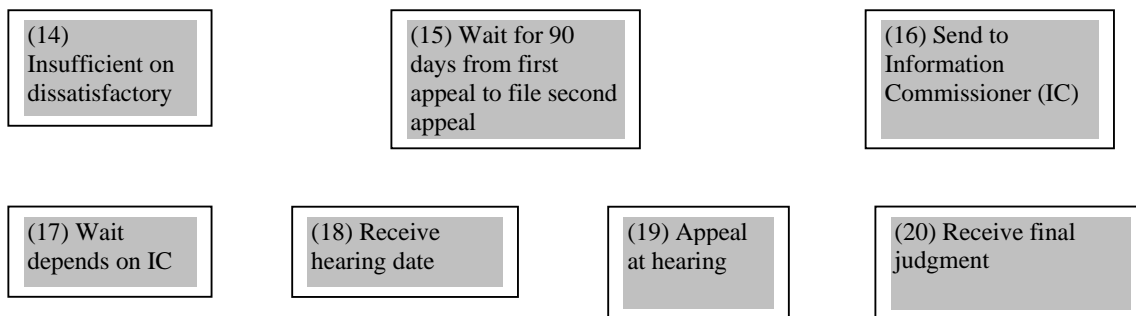 (14)
Insufficient on
dissatisfactory
(15) Wait for 90
days from first
appeal to file second
appeal
(16) Send to
Information
Commissioner (IC)
(17) Wait
depends on IC
(18) Receive
hearing date
(19) Appeal
at hearing
(20) Receive final
judgment